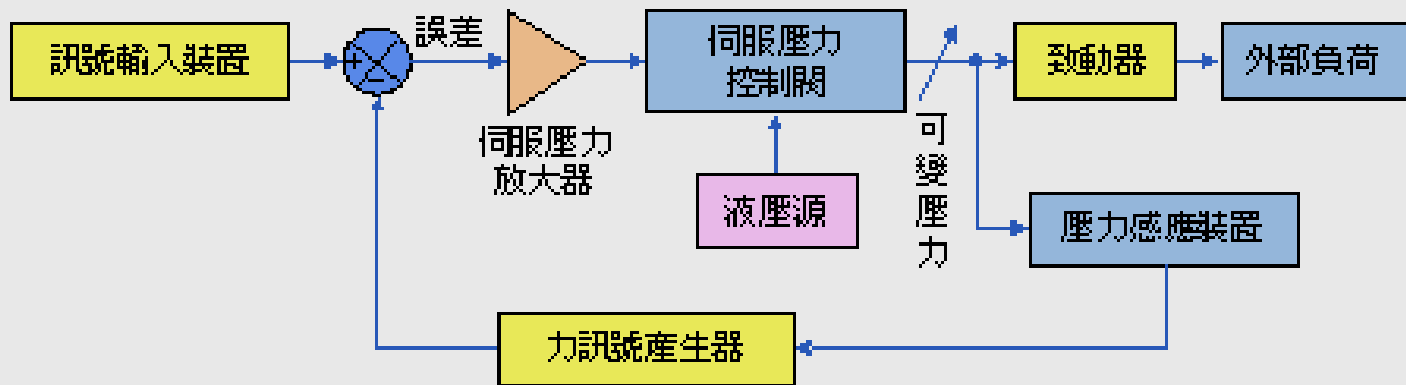 訊號輸入裝置
+
−
誤差
伺服壓力
放大器
伺服壓力
控制閥
液壓源
可變壓力
致動器
外部負荷
壓力感應裝置
力訊號產生器